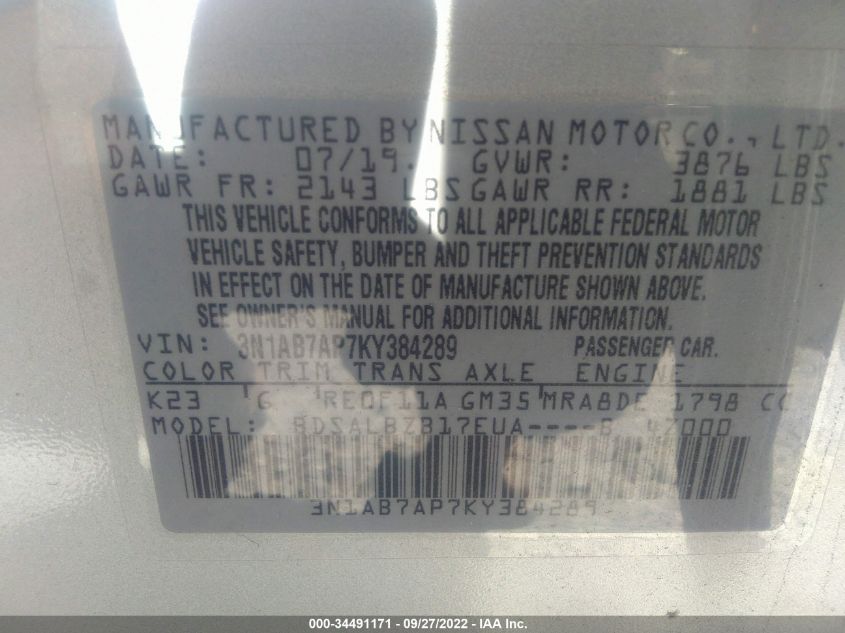 MANUFACTURED BY NISSAN MOTOR CO., LTD.
DATE: 07/19. GVWR: 3876 LBS
GAWR FR: 2143 LBS GAWR RR: 1881 LBS
THIS VEHICLE CONFORMS TO ALL APPLICABLE FEDERAL MOTOR
VEHICLE SAFETY, BUMPER AND THEFT PREVENTION STANDARDS
IN EFFECT ON THE DATE OF MANUFACTURE SHOWN ABOVE.
SEE OWNER'S MANUAL FOR ADDITIONAL INFORMATION.
VIN: 3N1AB7AP7KY384289 PASSENGER CAR.
COLOR TRIM TRANS AXLE ENGINE
K23 'G 'RE0F11A GM35 'MRA8DE 1798 CC
MODEL: BDSALBZB17EUA----B 47000
3N1AB7AP7KY384289
000-34491171 - 09/27/2022 - IAA Inc.